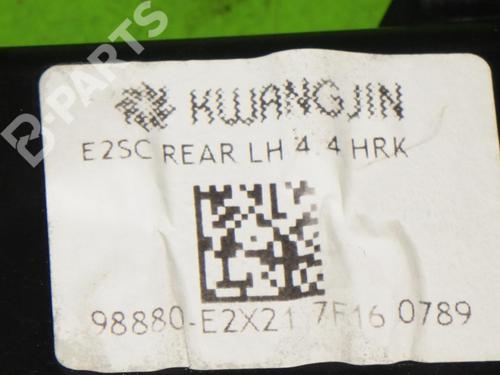 B-PARTS
KWANGJIN
E2SC REAR LH 4.4 HRK
98880-E2X21 7F16 0789